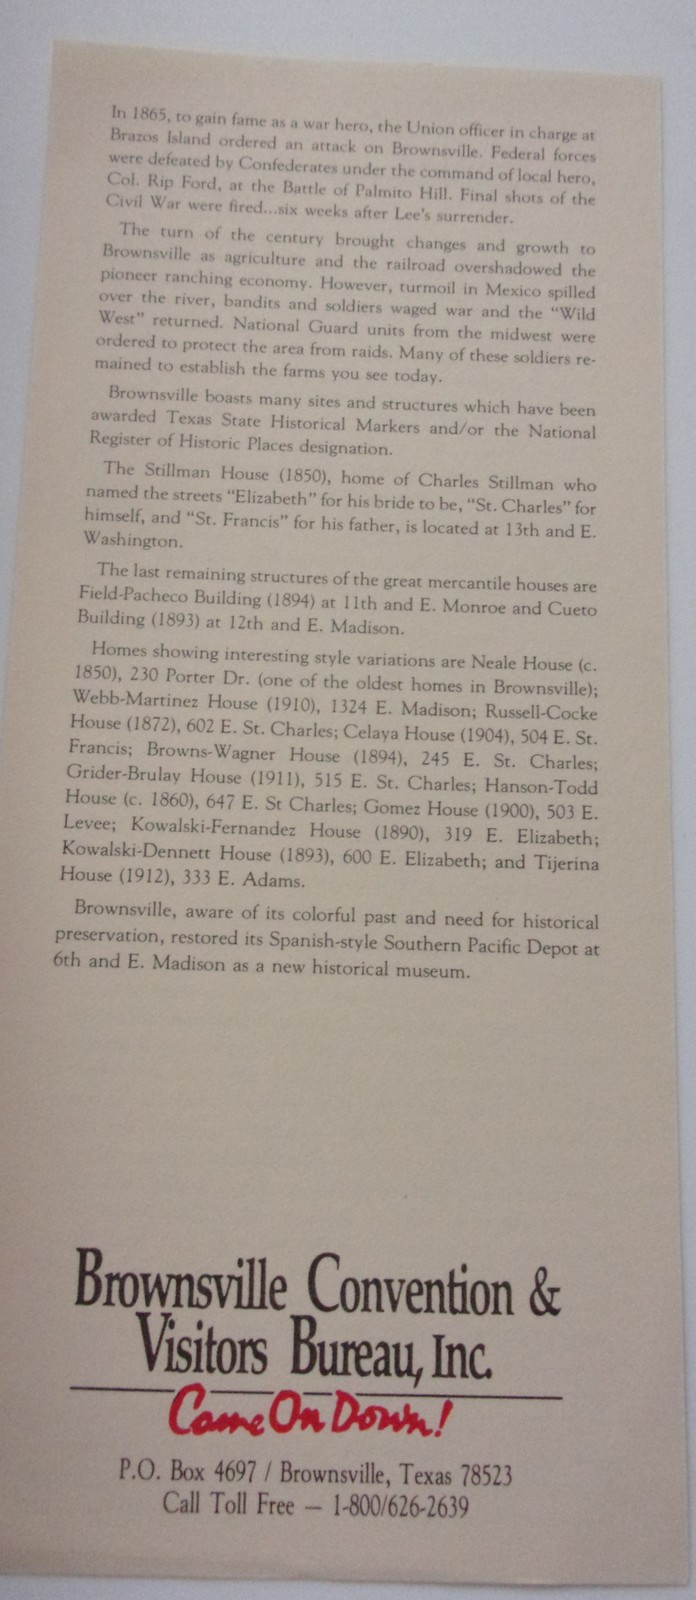 In 1865, to gain fame as a war hero, the Union officer in charge at
Brazos Island ordered an attack on Brownsville. Federal forces
were defeated by Confederates under the command of local hero,
Col. Rip Ford, at the Battle of Palmito Hill. Final shots of the
Civil War were fired...six weeks after Lee's surrender.
The turn of the century brought changes and growth to
Brownsville as agriculture and the railroad overshadowed the
pioneer ranching economy. However, turmoil in Mexico spilled
over the river, bandits and soldiers waged war and the "Wild
West" returned. National Guard units from the midwest were
ordered to protect the area from raids. Many of these soldiers re-
mained to establish the farms you see today.
Brownsville boasts many sites and structures which have been
awarded Texas State Historical Markers and/or the National
Register of Historic Places designation.
The Stillman House (1850), home of Charles Stillman who
named the streets "Elizabeth" for his bride to be, "St. Charles" for
himself, and "St. Francis" for his father, is located at 13th and E.
Washington.
The last remaining structures of the great mercantile houses are
Field-Pacheco Building (1894) at 11th and E. Monroe and Cueto
Building (1893) at 12th and E. Madison.
Homes showing interesting style variations are Neale House (c.
1850), 230 Porter Dr. (one of the oldest homes in Brownsville);
Webb-Martinez House (1910), 1324 E. Madison; Russell-Cocke
House (1872), 602 E. St. Charles; Celaya House (1904), 504 E. St.
Francis; Browns-Wagner House (1894), 245 E. St. Charles;
Grider-Brulay House (1911), 515 E. St. Charles; Hanson-Todd
House (c. 1860), 647 E. St Charles; Gomez House (1900), 503 E.
Levee; Kowalski-Fernandez House (1890), 319 E. Elizabeth;
Kowalski-Dennett House (1893), 600 E. Elizabeth; and Tijerina
House (1912), 333 E. Adams.
Brownsville, aware of its colorful past and need for historical
preservation, restored its Spanish-style Southern Pacific Depot at
6th and E. Madison as a new historical museum.
Brownsville Convention &
Visitors Bureau, Inc.
Come On Down!
P.O. Box 4697 / Brownsville, Texas 78523
Call Toll Free — 1-800/626-2639